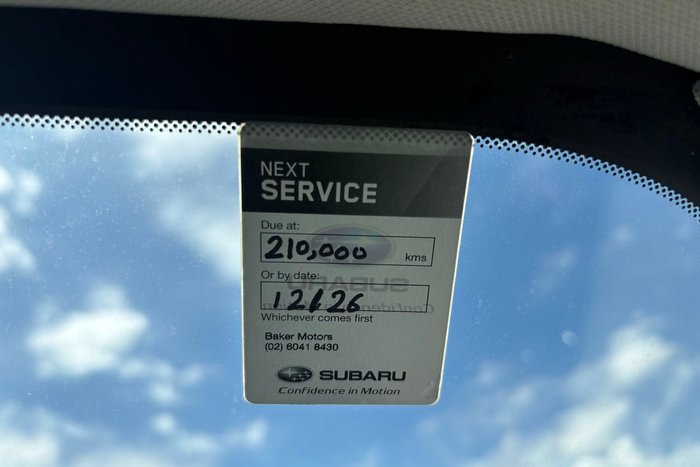 NEXT
SERVICE
Due at:
210,000 kms
Or by date:
12/26
Whichever comes first
Baker Motors
(02) 6041 8430
SUBARU
Confidence in Motion